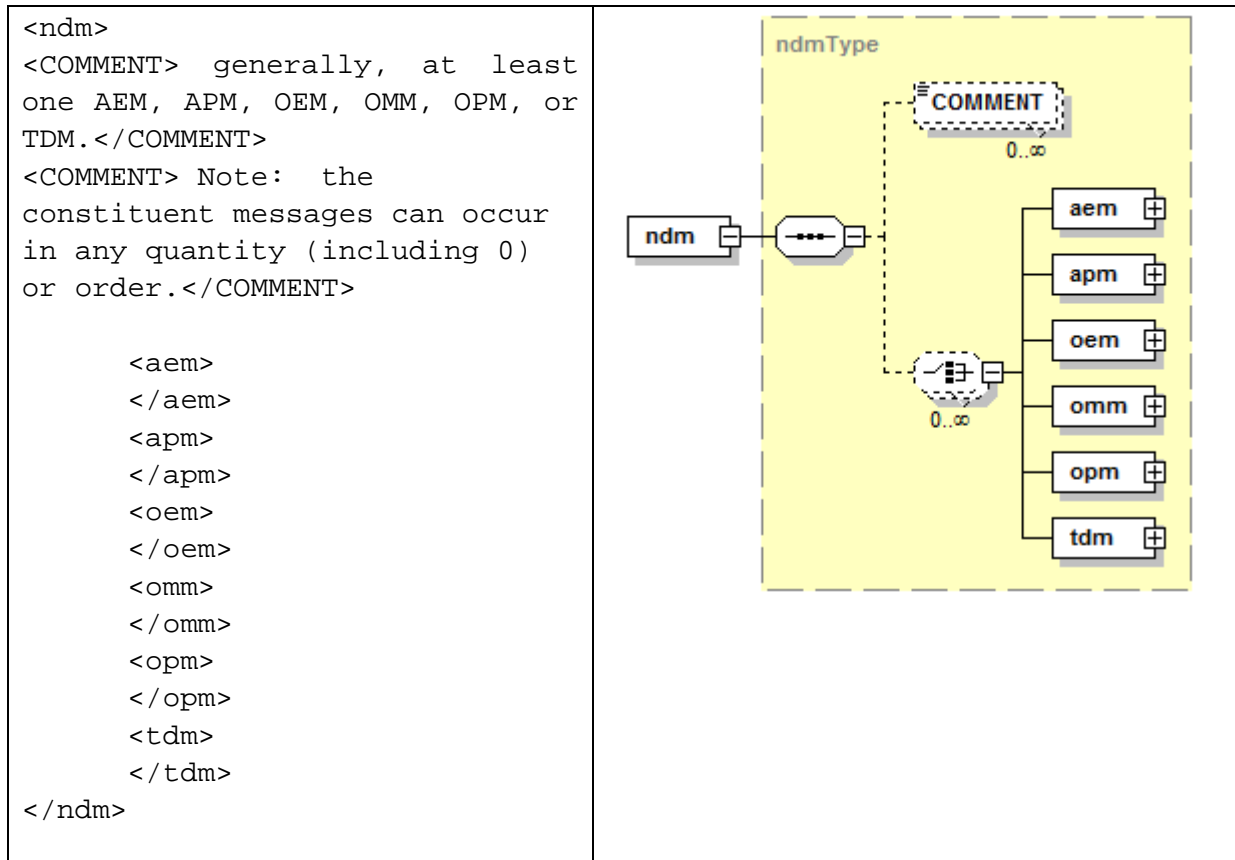 <ndm>
<COMMENT> generally, at least
one AEM, APM, OEM, OMM, OPM, or
TDM.</COMMENT>
<COMMENT> Note: the
constituent messages can occur
in any quantity (including 0)
or order.</COMMENT>
<aem>
</aem>
<apm>
</apm>
<oem>
</oem>
<omm>
</omm>
<opm>
</opm>
<tdm>
</tdm>
</ndm>
ndmType
COMMENT
0..∞
ndm
0..∞
aem
apm
oem
omm
opm
tdm